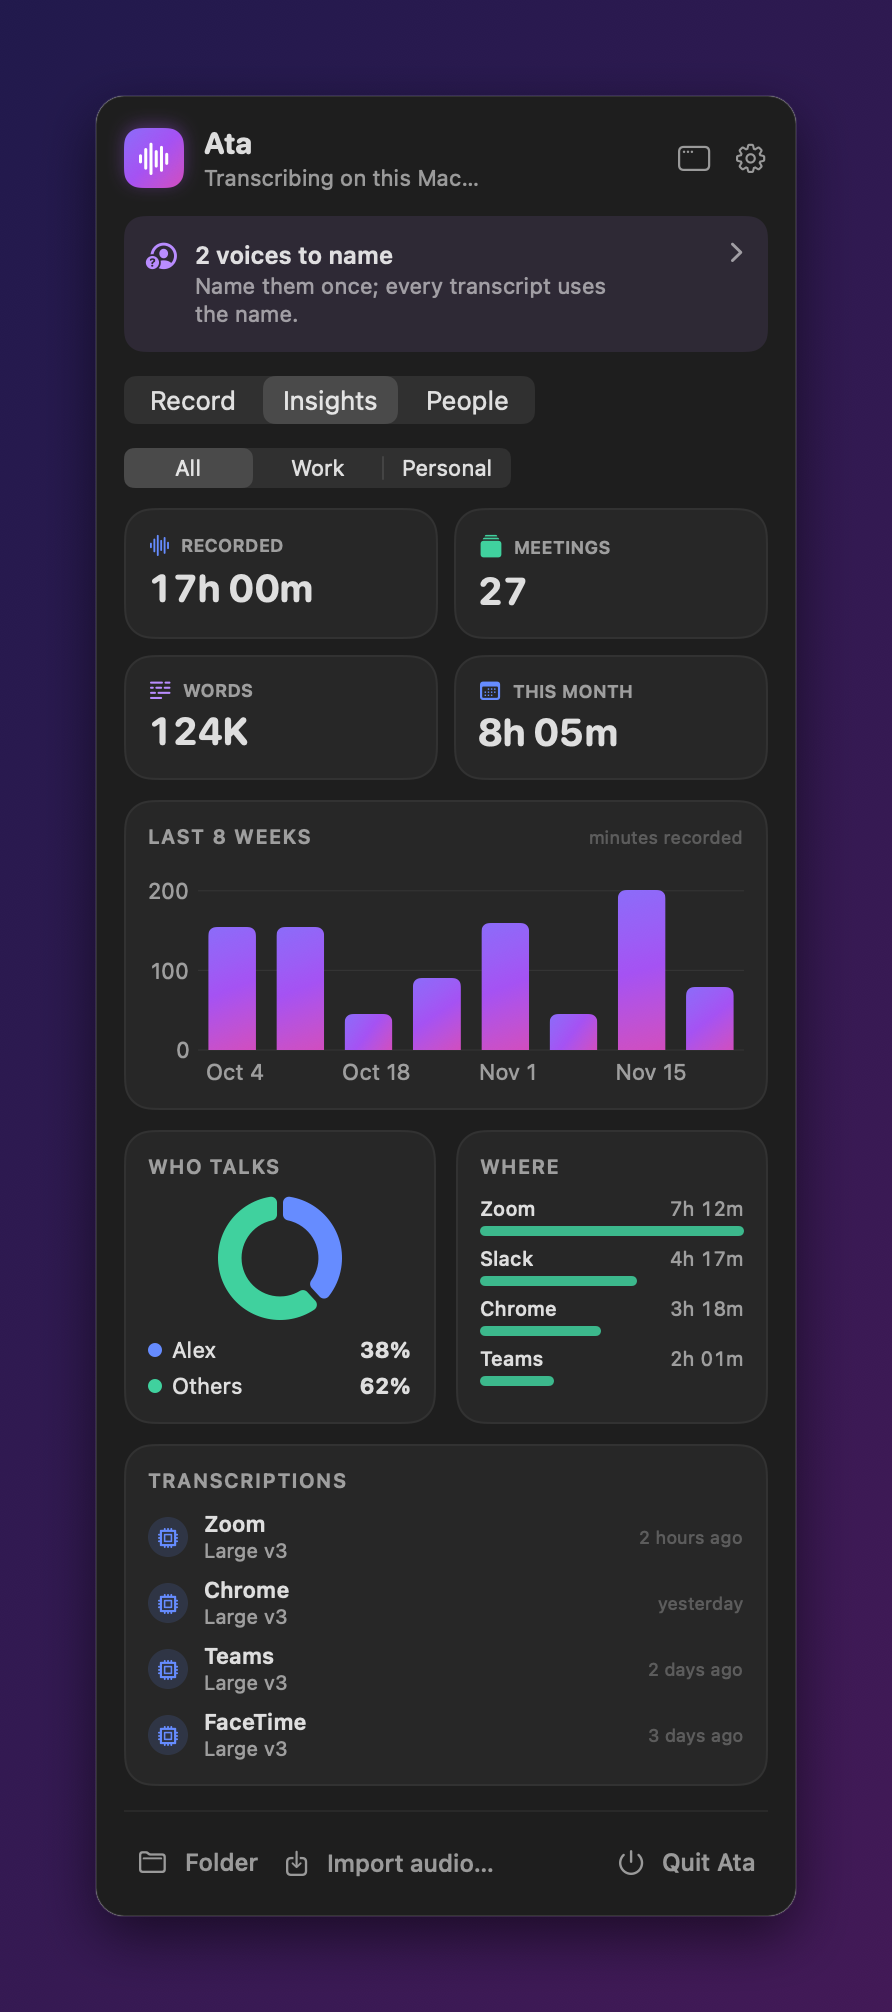 Ata
Transcribing on this Mac...
2 voices to name
Name them once; every transcript uses
the name.
Record Insights People
All Work Personal
RECORDED
17h 00m
MEETINGS
27
WORDS
124K
THIS MONTH
8h 05m
LAST 8 WEEKS minutes recorded
200
100
0
Oct 4 Oct 18 Nov 1 Nov 15
WHO TALKS
Alex 38%
Others 62%
WHERE
Zoom 7h 12m
Slack 4h 17m
Chrome 3h 18m
Teams 2h 01m
TRANSCRIPTIONS
Zoom
Large v3
2 hours ago
Chrome
Large v3
yesterday
Teams
Large v3
2 days ago
FaceTime
Large v3
3 days ago
Folder Import audio... Quit Ata